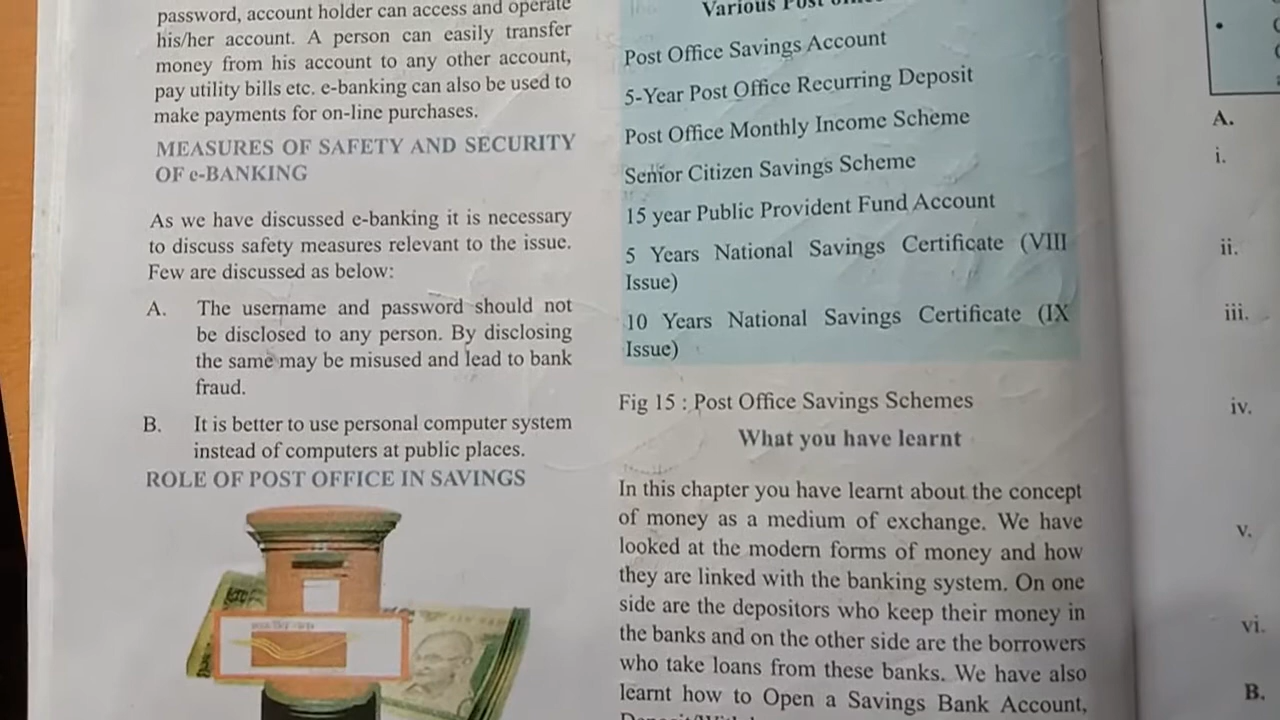 password, account holder can access and operate
his/her account. A person can easily transfer
money from his account to any other account,
pay utility bills etc. e-banking can also be used to
make payments for on-line purchases.
MEASURES OF SAFETY AND SECURITY
OF e-BANKING
As we have discussed e-banking it is necessary
to discuss safety measures relevant to the issue.
Few are discussed as below:
A. The username and password should not
be disclosed to any person. By disclosing
the same may be misused and lead to bank
fraud.
B. It is better to use personal computer system
instead of computers at public places.
ROLE OF POST OFFICE IN SAVINGS
Various Post
Post Office Savings Account
5-Year Post Office Recurring Deposit
Post Office Monthly Income Scheme
Senior Citizen Savings Scheme
15 year Public Provident Fund Account
5 Years National Savings Certificate (VIII
Issue)
10 Years National Savings Certificate (IX
Issue)
Fig 15 : Post Office Savings Schemes
What you have learnt
In this chapter you have learnt about the concept
of money as a medium of exchange. We have
looked at the modern forms of money and how
they are linked with the banking system. On one
side are the depositors who keep their money in
the banks and on the other side are the borrowers
who take loans from these banks. We have also
learnt how to Open a Savings Bank Account,
A.
i.
ii.
iii.
iv.
v.
vi.
B.